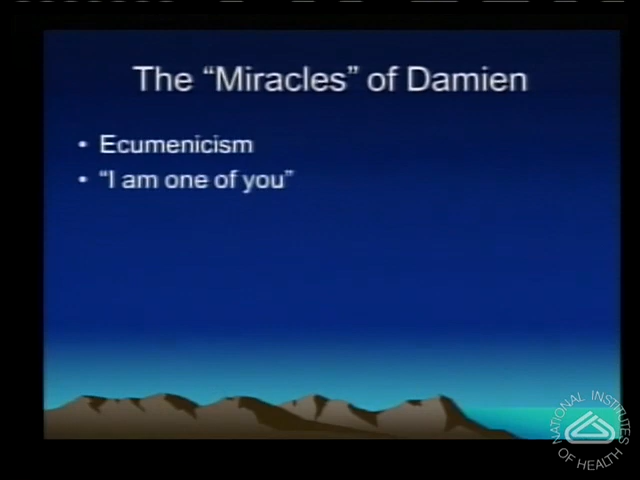 The “Miracles” of Damien
• Ecumenicism
• “I am one of you”
NATIONAL INSTITUTES
OF HEALTH